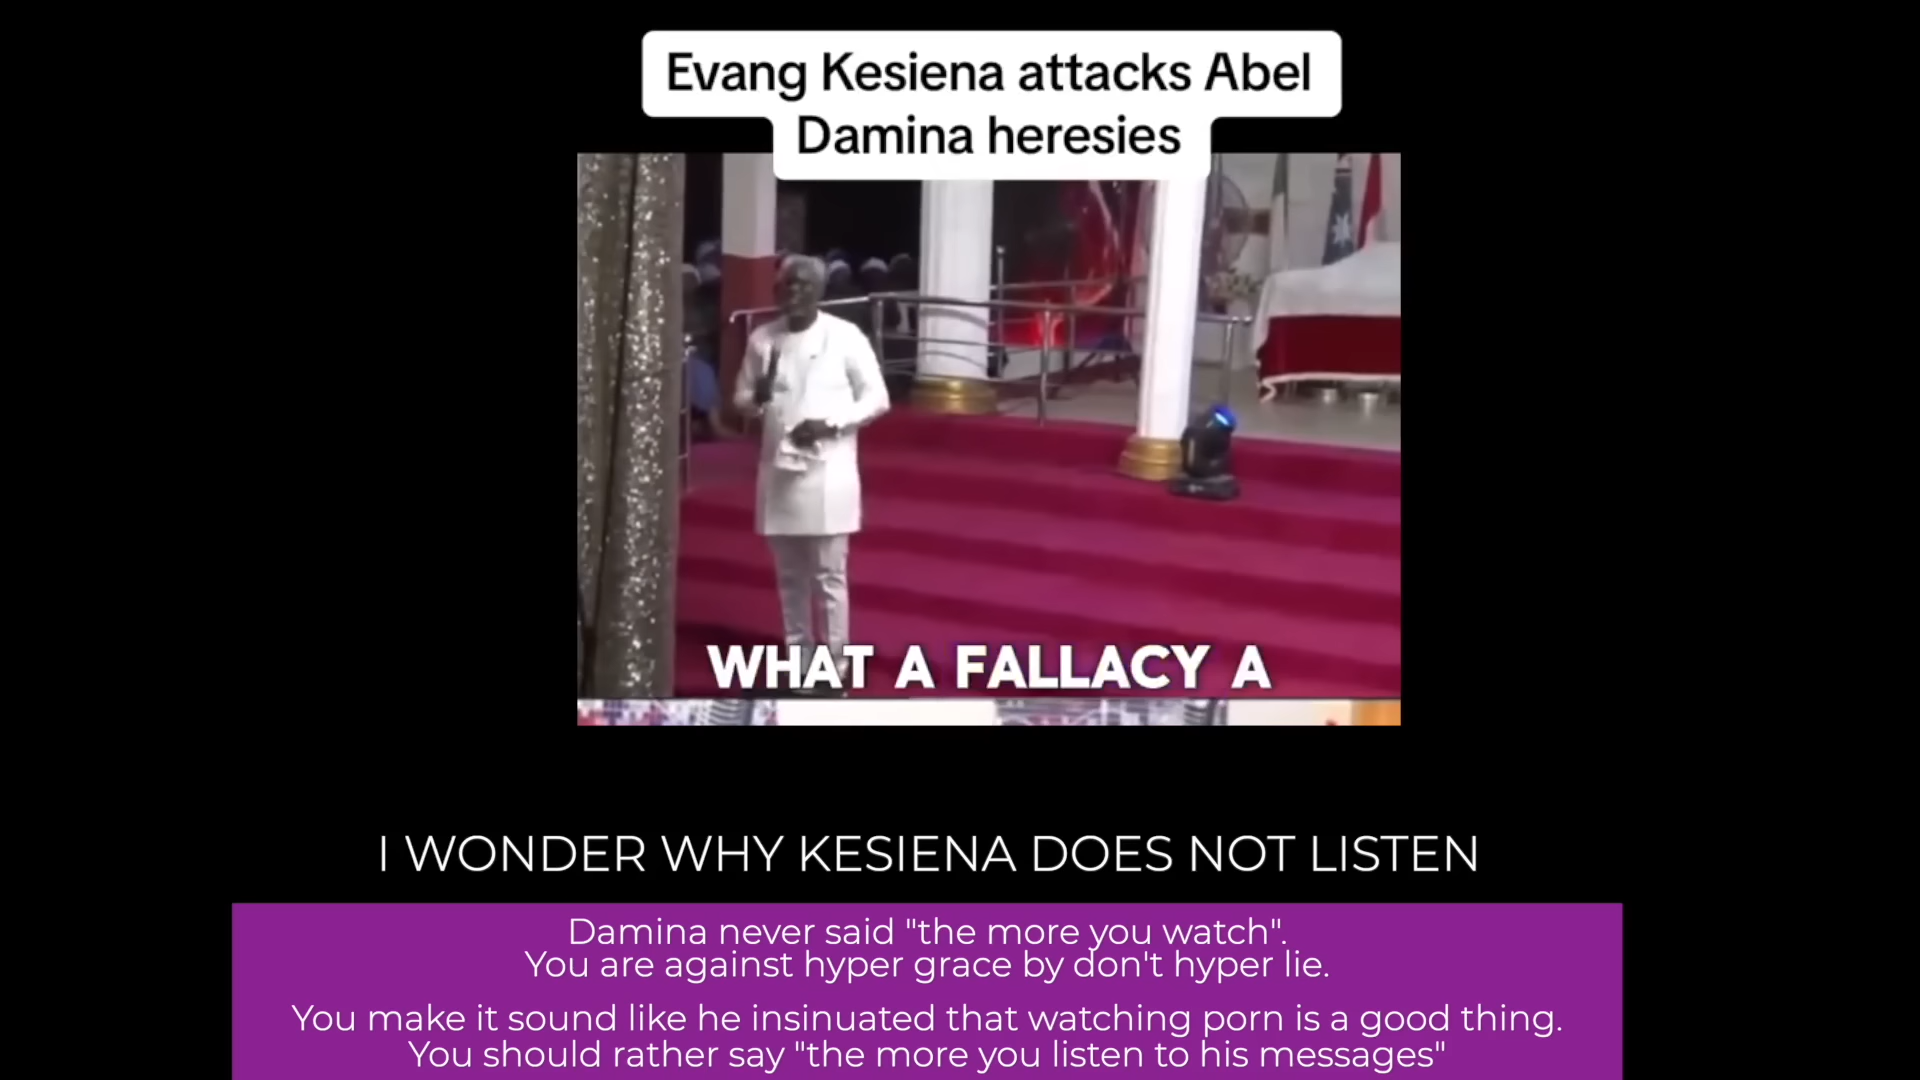 Evang Kesiena attacks Abel
Damina heresies
WHAT A FALLACY A
I WONDER WHY KESIENA DOES NOT LISTEN
Damina never said "the more you watch".
You are against hyper grace by don't hyper lie.
You make it sound like he insinuated that watching porn is a good thing.
You should rather say "the more you listen to his messages"